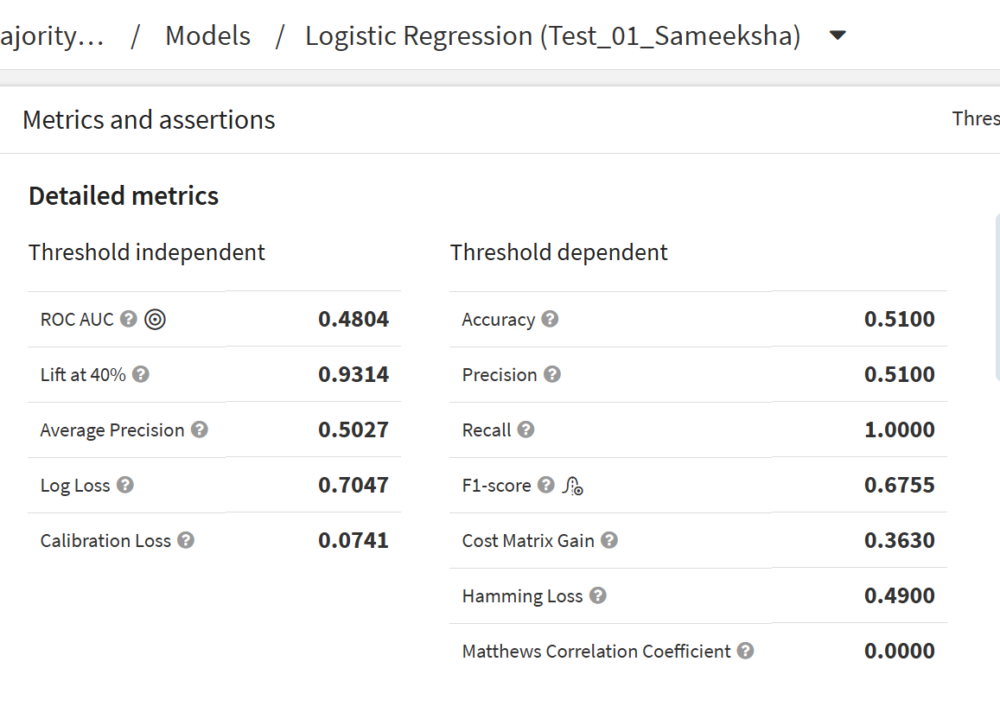 ajority... / Models / Logistic Regression (Test_01_Sameeksha)
Metrics and assertions
Thres
Detailed metrics
Threshold independent
ROC AUC ? 0.4804
Lift at 40% ? 0.9314
Average Precision ? 0.5027
Log Loss ? 0.7047
Calibration Loss ? 0.0741
Threshold dependent
Accuracy ? 0.5100
Precision ? 0.5100
Recall ? 1.0000
F1-score ? 0.6755
Cost Matrix Gain ? 0.3630
Hamming Loss ? 0.4900
Matthews Correlation Coefficient ? 0.0000